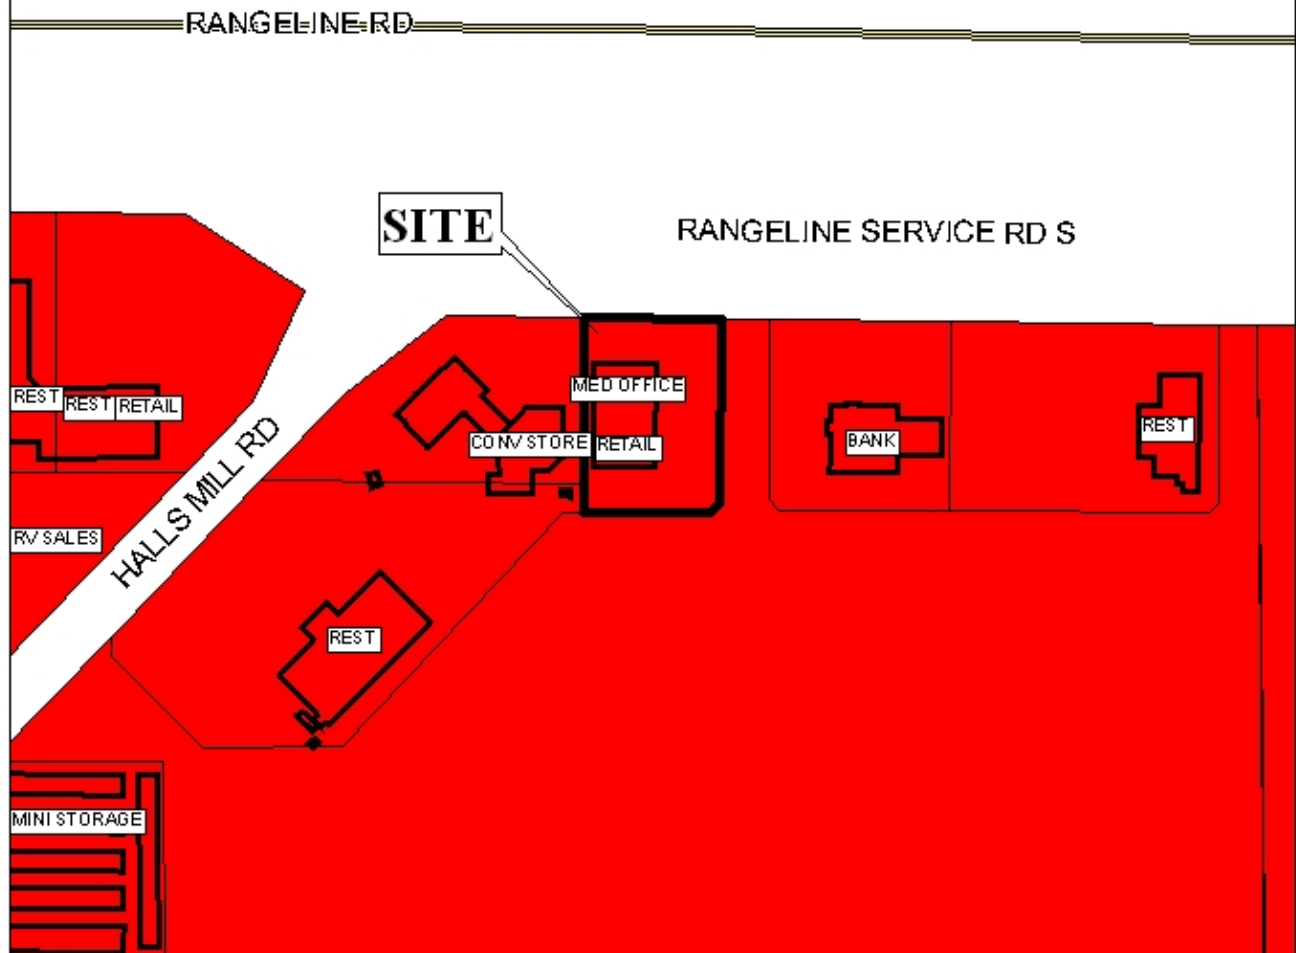 RANGELINE RD
SITE
RANGELINE SERVICE RD S
MED OFFICE
REST
REST
RETAIL
CONV STORE
RETAIL
BANK
REST
HALLS MILL RD
RV SALES
REST
MINI STORAGE